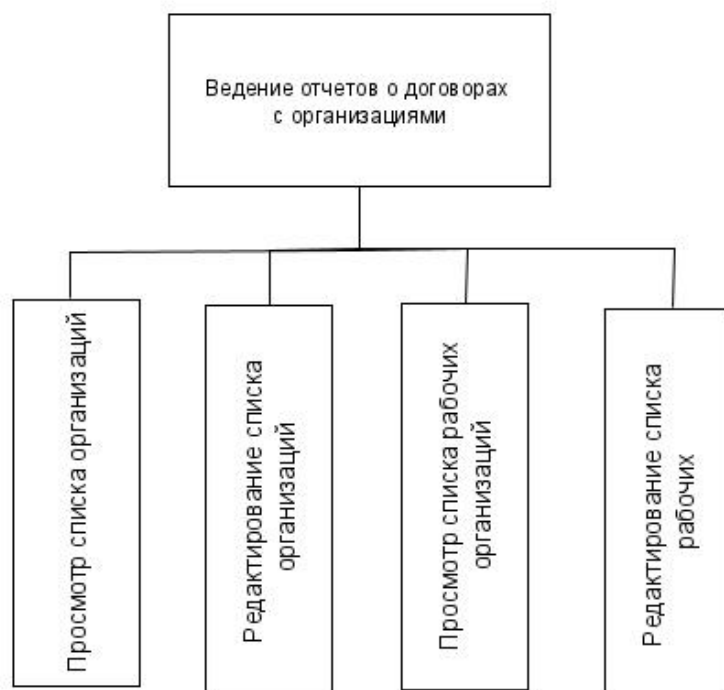 Ведение отчетов о договорах
с организациями
Просмотр списка организаций
Редактирование списка
организаций
Просмотр списка рабочих
организаций
Редактирование списка
рабочих